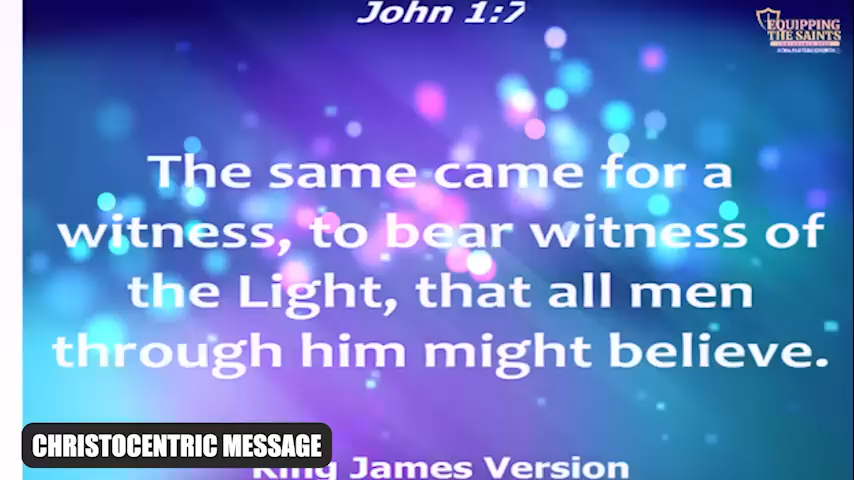 John 1:7
EQUIPPING
THE SAINTS
The same came for a
witness, to bear witness of
the Light, that all men
through him might believe.
CHRISTOCENTRIC MESSAGE
King James Version